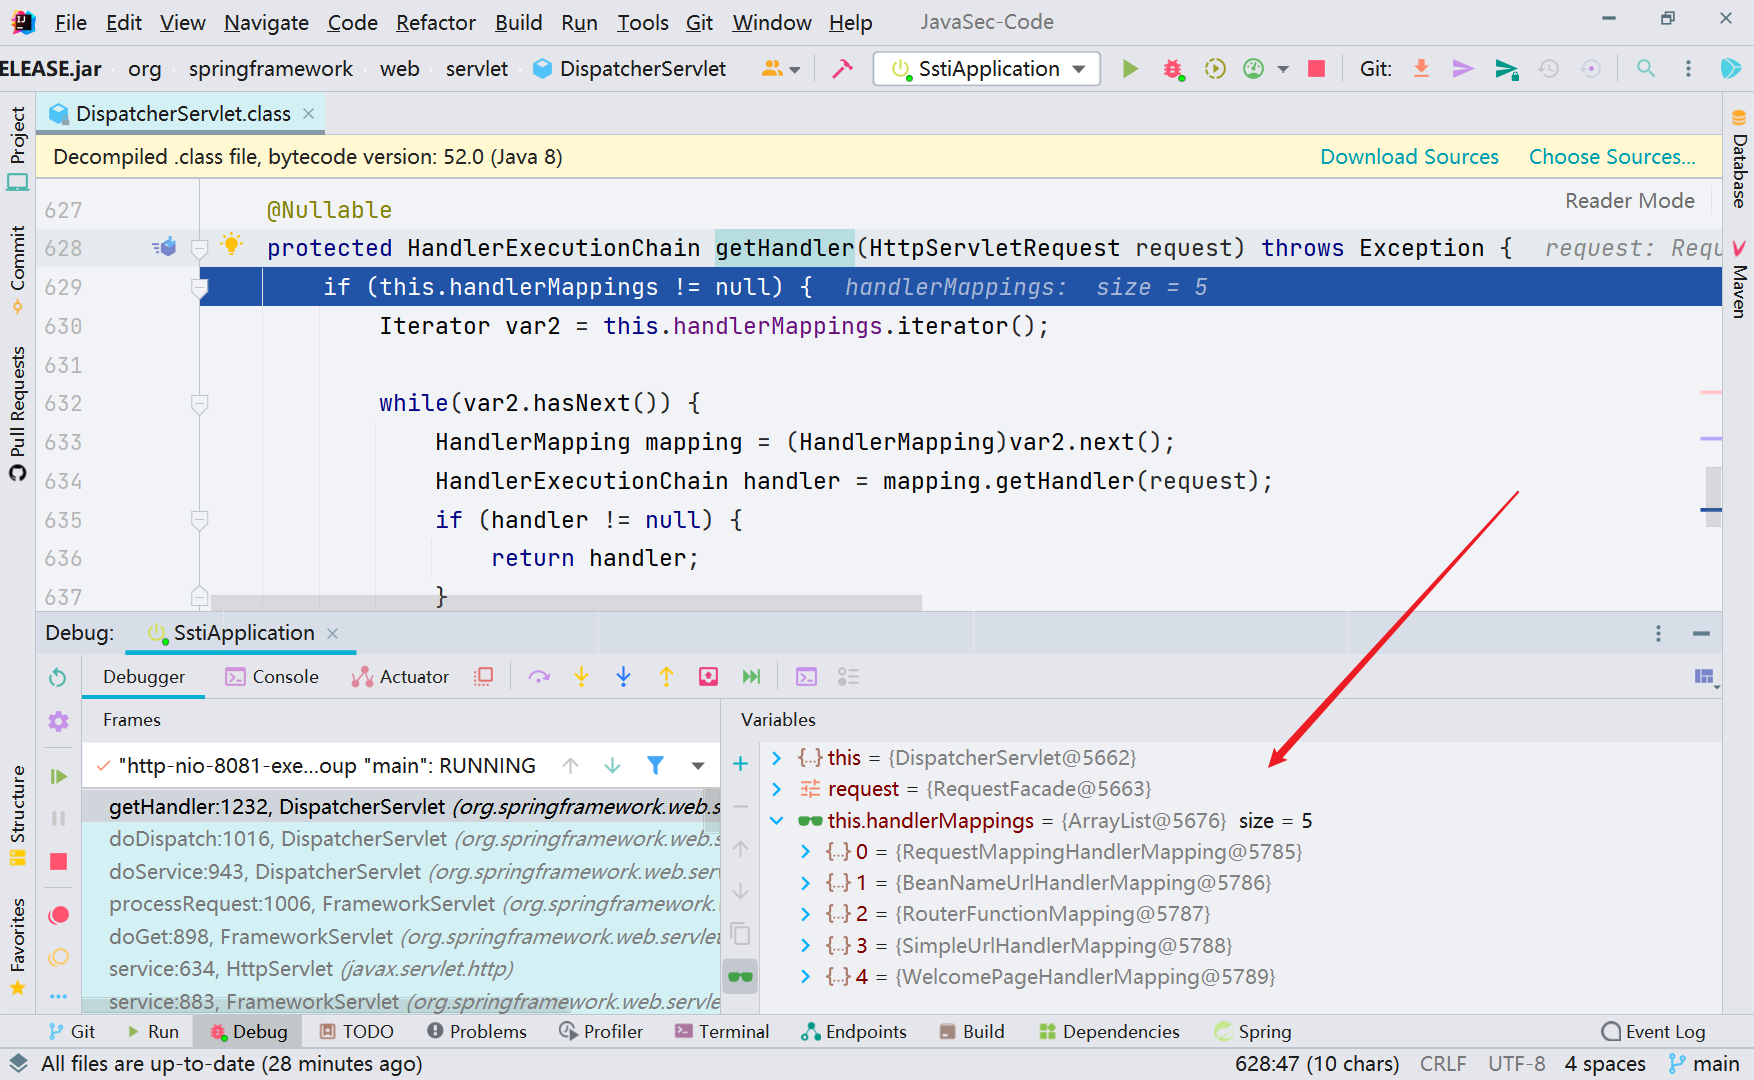 File Edit View Navigate Code Refactor Build Run Tools Git Window Help JavaSec-Code
ELEASE.jar org springframework web servlet DispatcherServlet SstiApplication Git:
DispatcherServlet.class
Decompiled .class file, bytecode version: 52.0 (Java 8) Download Sources Choose Sources...
Reader Mode
627 @Nullable
628 protected HandlerExecutionChain getHandler(HttpServletRequest request) throws Exception { request: Requ
629 if (this.handlerMappings != null) { handlerMappings: size = 5
630 Iterator var2 = this.handlerMappings.iterator();
631
632 while(var2.hasNext()) {
633 HandlerMapping mapping = (HandlerMapping)var2.next();
634 HandlerExecutionChain handler = mapping.getHandler(request);
635 if (handler != null) {
636 return handler;
637 }
Project
Commit
Pull Requests
Structure
Favorites
Database
Maven
Debug: SstiApplication
Debugger Console Actuator
Frames
"http-nio-8081-exe...oup "main": RUNNING
getHandler:1232, DispatcherServlet (org.springframework.web.s
doDispatch:1016, DispatcherServlet (org.springframework.web.s
doService:943, DispatcherServlet (org.springframework.web.serv
processRequest:1006, FrameworkServlet (org.springframework.
doGet:898, FrameworkServlet (org.springframework.web.servlet
service:634, HttpServlet (javax.servlet.http)
service:883, FrameworkServlet (org.springframework.web.servle
Variables
this = {DispatcherServlet@5662}
request = {RequestFacade@5663}
this.handlerMappings = {ArrayList@5676} size = 5
0 = {RequestMappingHandlerMapping@5785}
1 = {BeanNameUrlHandlerMapping@5786}
2 = {RouterFunctionMapping@5787}
3 = {SimpleUrlHandlerMapping@5788}
4 = {WelcomePageHandlerMapping@5789}
Git Run Debug TODO Problems Profiler Terminal Endpoints Build Dependencies Spring Event Log
All files are up-to-date (28 minutes ago) 628:47 (10 chars) CRLF UTF-8 4 spaces main